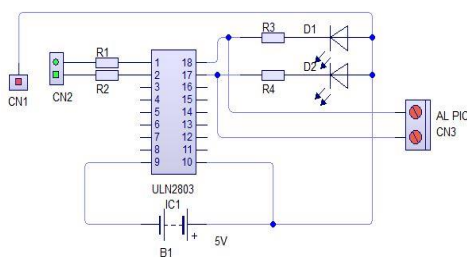 R3 D1
R1
1 18
2 17
R2
D2
3 16
R4
4 15
5 14
6 13
7 12
8 11
9 10
CN1
CN2
AL PIC
CN3
ULN2803
IC1
+
5V
B1